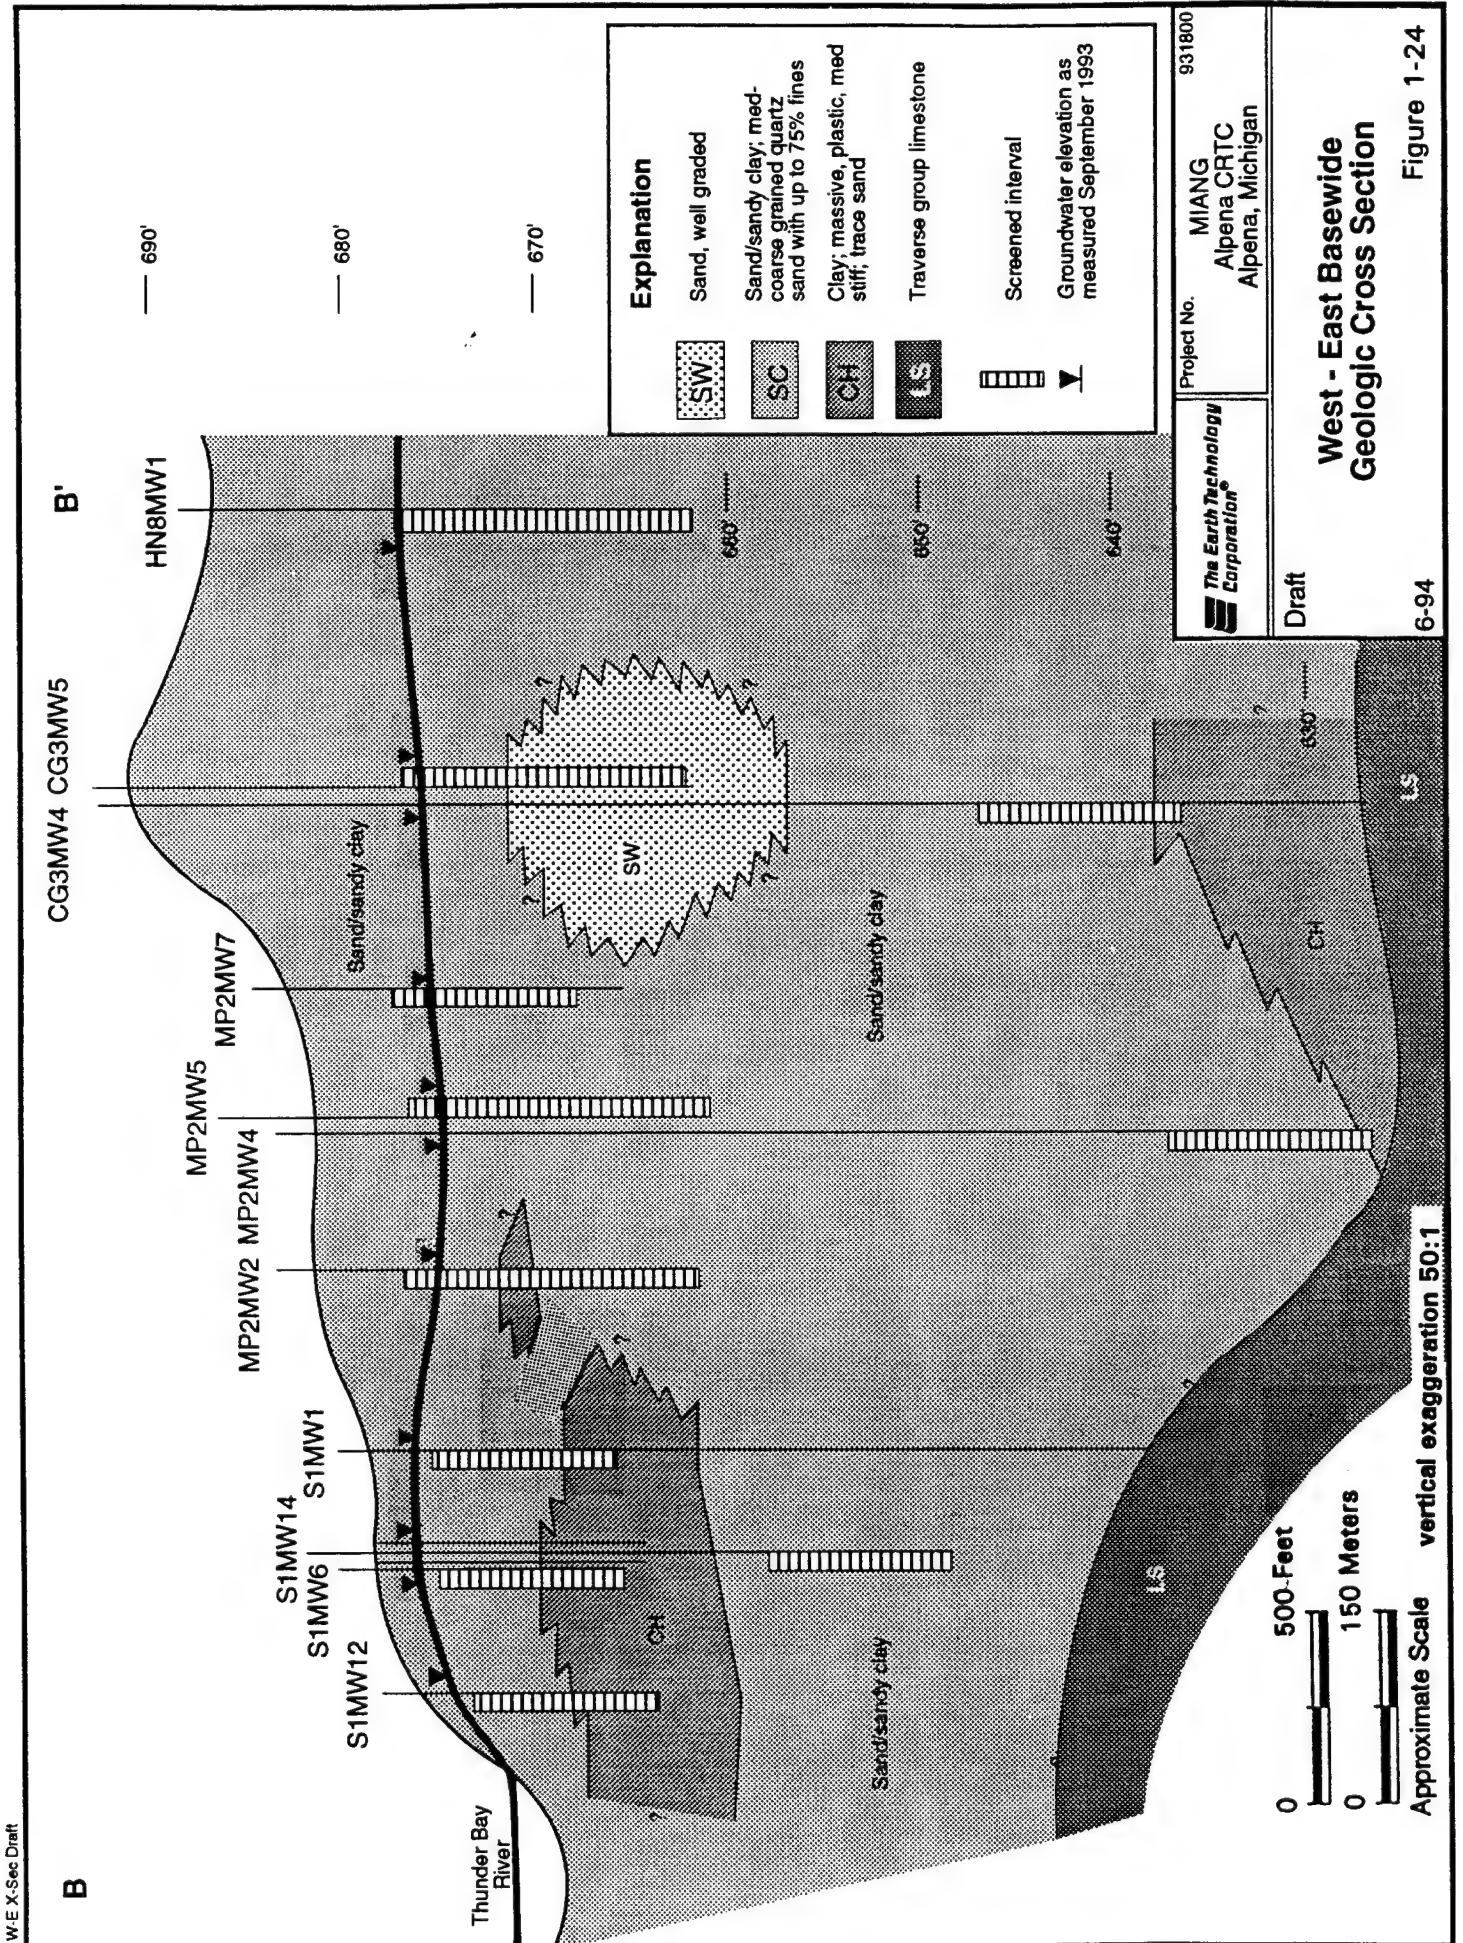 W-E X-Sec Draft
B
B'
Thunder Bay
River
S1MW12
S1MW6
S1MW14
S1MW1
MP2MW2
MP2MW4
MP2MW5
MP2MW7
CG3MW4
CG3MW5
HN8MW1
690'
680'
670'
660'
650'
640'
630'
Sand/sandy clay
SW
?
?
?
?
CH
?
?
?
Sand/sandy clay
Sand/sandy clay
CH
?
?
LS
LS
0
500 Feet
0
150 Meters
Approximate Scale
vertical exaggeration 50:1
Explanation
SW
Sand, well graded
SC
Sand/sandy clay; med-
coarse grained quartz
sand with up to 75% fines
CH
Clay; massive, plastic, med
stiff; trace sand
LS
Traverse group limestone
Screened interval
Groundwater elevation as
measured September 1993
The Earth Technology
Corporation®
Project No.
931800
MIANG
Alpena CRTC
Alpena, Michigan
Draft
West - East Basewide
Geologic Cross Section
6-94
Figure 1-24